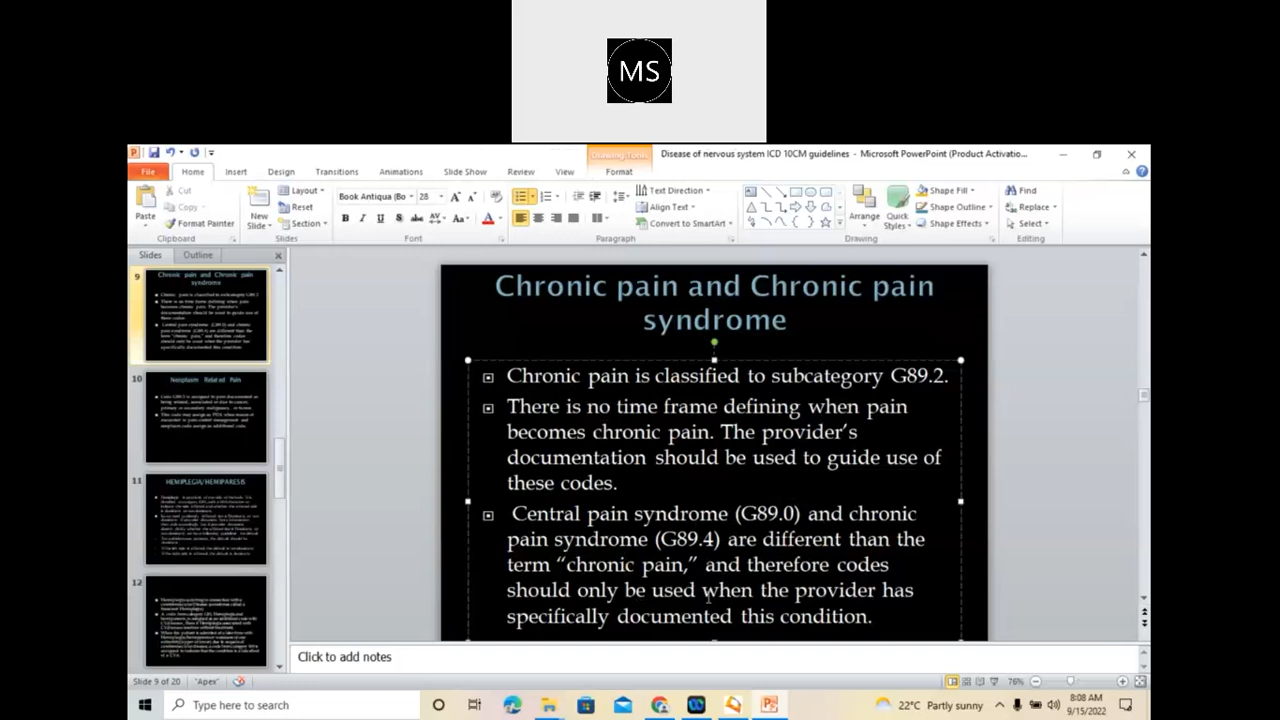 MS
Drawing Tools
Disease of nervous system ICD 10CM guidelines - Microsoft PowerPoint (Product Activatio...
File Home Insert Design Transitions Animations Slide Show Review View Format
Paste
Cut
Copy
Format Painter
Clipboard
New Slide
Layout
Reset
Section
Slides
Book Antiqua (Bo 28
Font
Text Direction
Align Text
Convert to SmartArt
Paragraph
Arrange
Quick Styles
Shape Fill
Shape Outline
Shape Effects
Drawing
Find
Replace
Select
Editing
Slides Outline
9
Chronic pain and Chronic pain
syndrome
10
Neoplasm Related Pain
11
HEMIPLEGIA/HEMIPARESIS
12
Chronic pain and Chronic pain
syndrome
Chronic pain is classified to subcategory G89.2.
There is no time frame defining when pain
becomes chronic pain. The provider's
documentation should be used to guide use of
these codes.
Central pain syndrome (G89.0) and chronic
pain syndrome (G89.4) are different than the
term “chronic pain,” and therefore codes
should only be used when the provider has
specifically documented this condition.
Click to add notes
Slide 9 of 20 "Apex" 76%
Type here to search
22°C Partly sunny
8:08 AM
9/15/2022